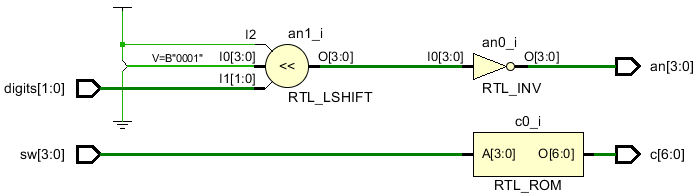 an1_i
an0_i
I2
V=B"0001" I0[3:0] << O[3:0] I0[3:0] O[3:0] an[3:0]
I1[1:0]
digits[1:0]
RTL_LSHIFT RTL_INV
c0_i
sw[3:0] A[3:0] O[6:0] c[6:0]
RTL_ROM